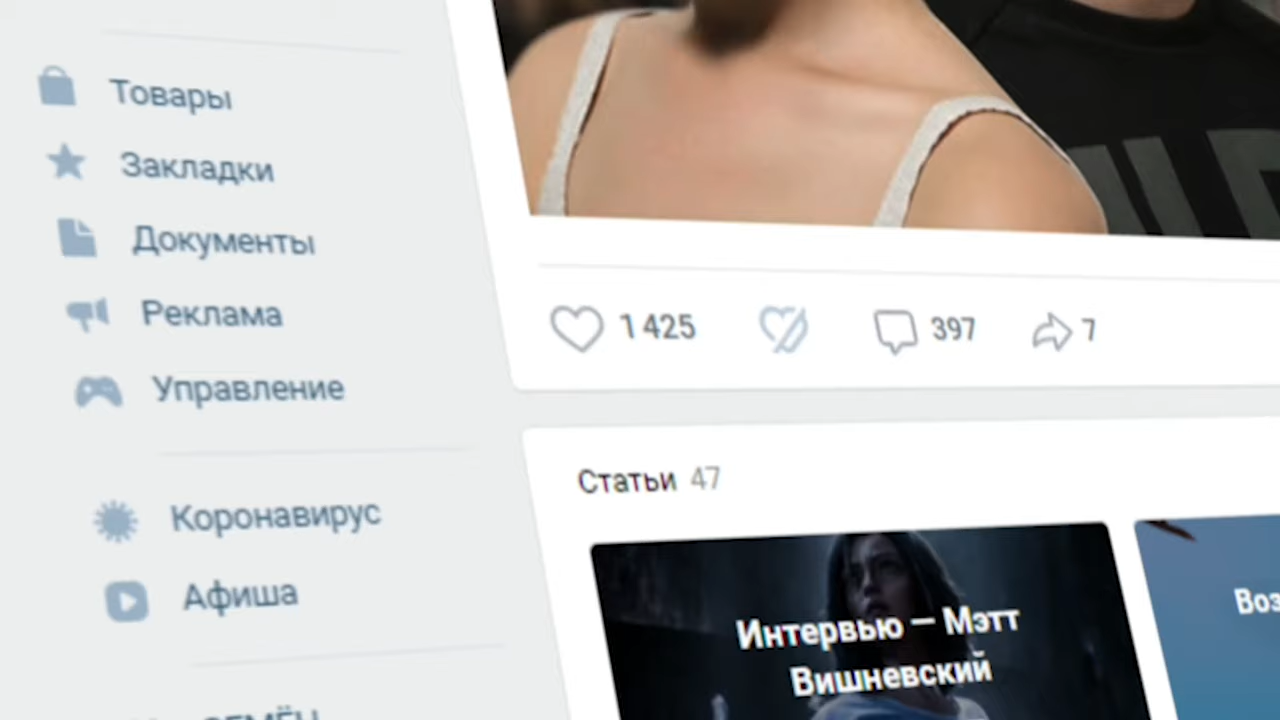 Товары
Закладки
Документы
Реклама
Управление
Коронавирус
Афиша
1 425
397
7
Статьи 47
Интервью — Мэтт
Вишневский